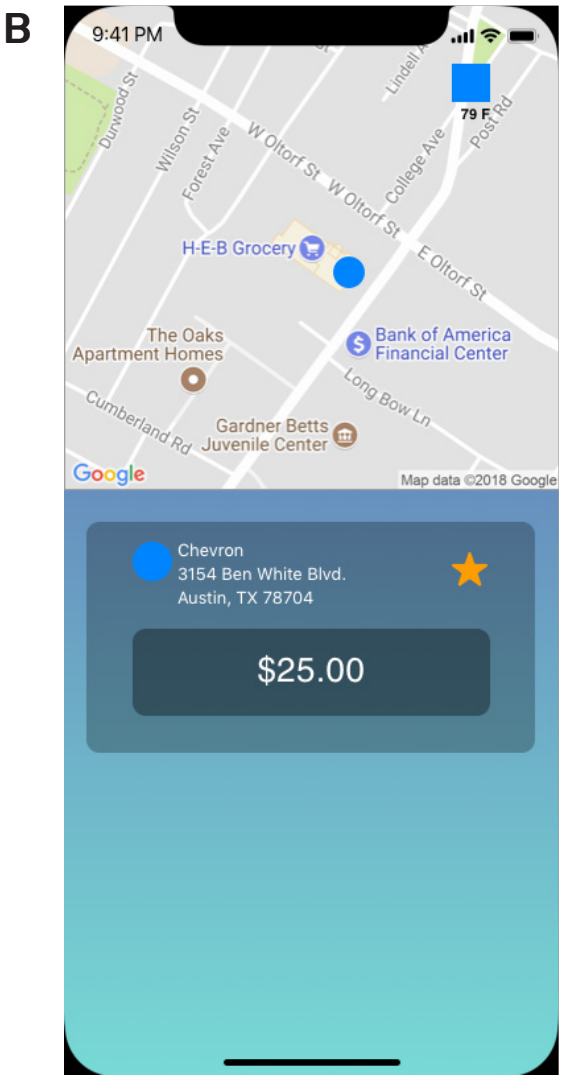 B
9:41 PM
Lindell A
79 F
Durwood St
Wilson St
Forest Ave
W Oltorf St
W Oltorf St
College Ave
Post Rd
H-E-B Grocery
E Oltorf St
The Oaks
Apartment Homes
$
Bank of America
Financial Center
Long Bow Ln
Cumberland Rd
Gardner Betts
Juvenile Center
Google
Map data ©2018 Google
Chevron
3154 Ben White Blvd.
Austin, TX 78704
$25.00